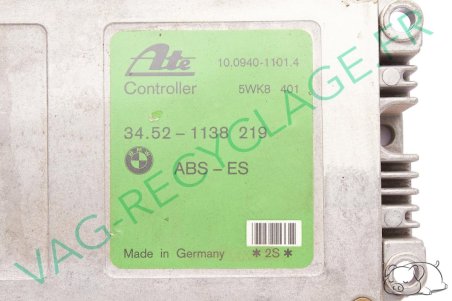 Ate 10.0940-1101.4
Controller 5WK8 401
34.52-1138 219
BMW
ABS-ES
Made in Germany *2S*
VAG-RECYCLAGE.FR